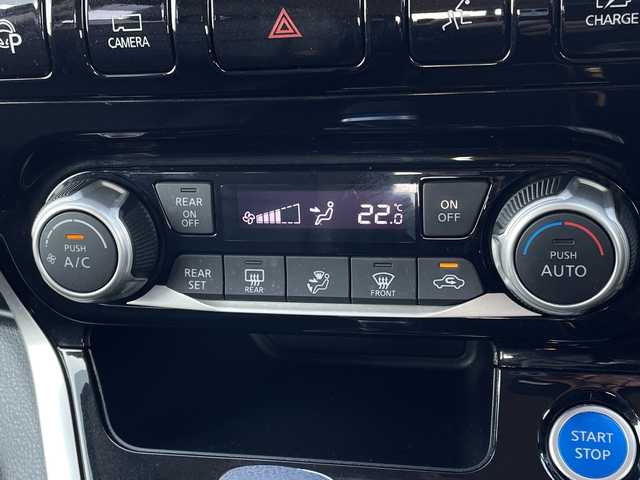 P
CAMERA
CHARGE
REAR
ON
OFF
22.0
°C
ON
OFF
PUSH
A/C
PUSH
AUTO
REAR
SET
REAR
FRONT
START
STOP